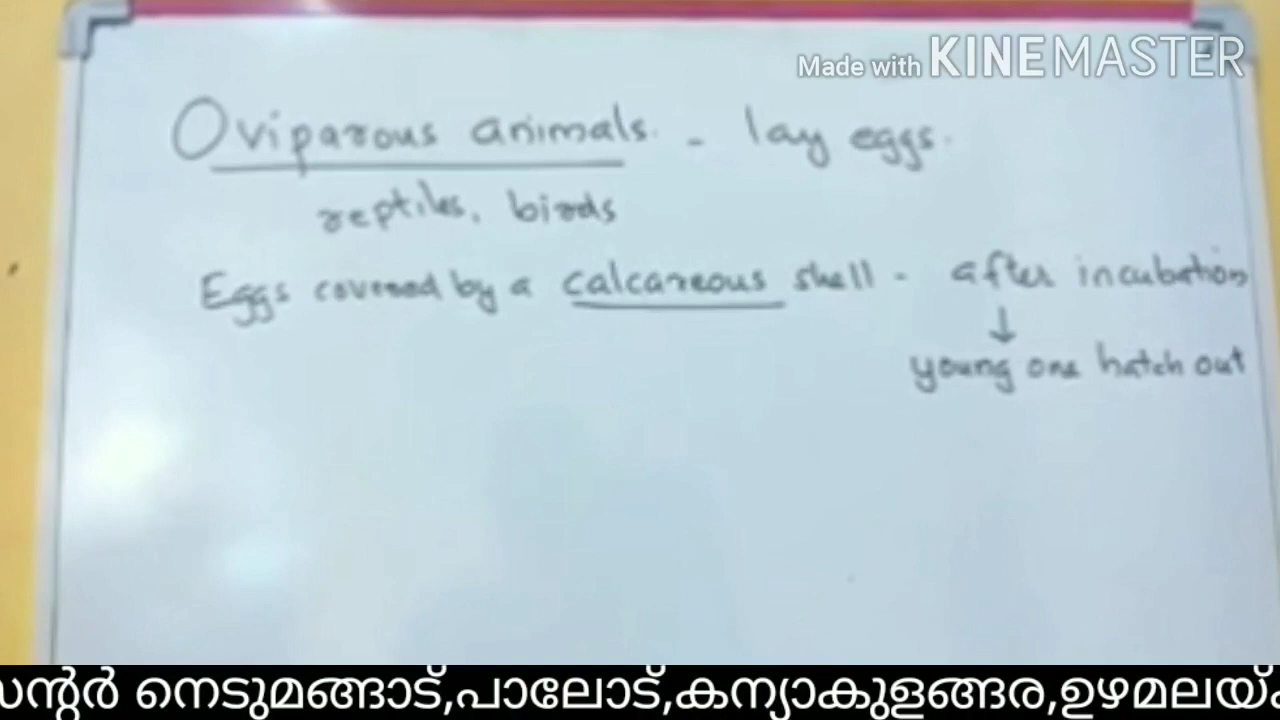 Made with KINEMASTER
Oviparous animals. - lay eggs.
reptiles, birds
Eggs covered by a calcareous shell - after incubation
↓
young one hatch out
സെന്റർ നെടുമങ്ങാട്,പാലോട്,കന്യാകുളങ്ങര,ഉഴമലയ്ക